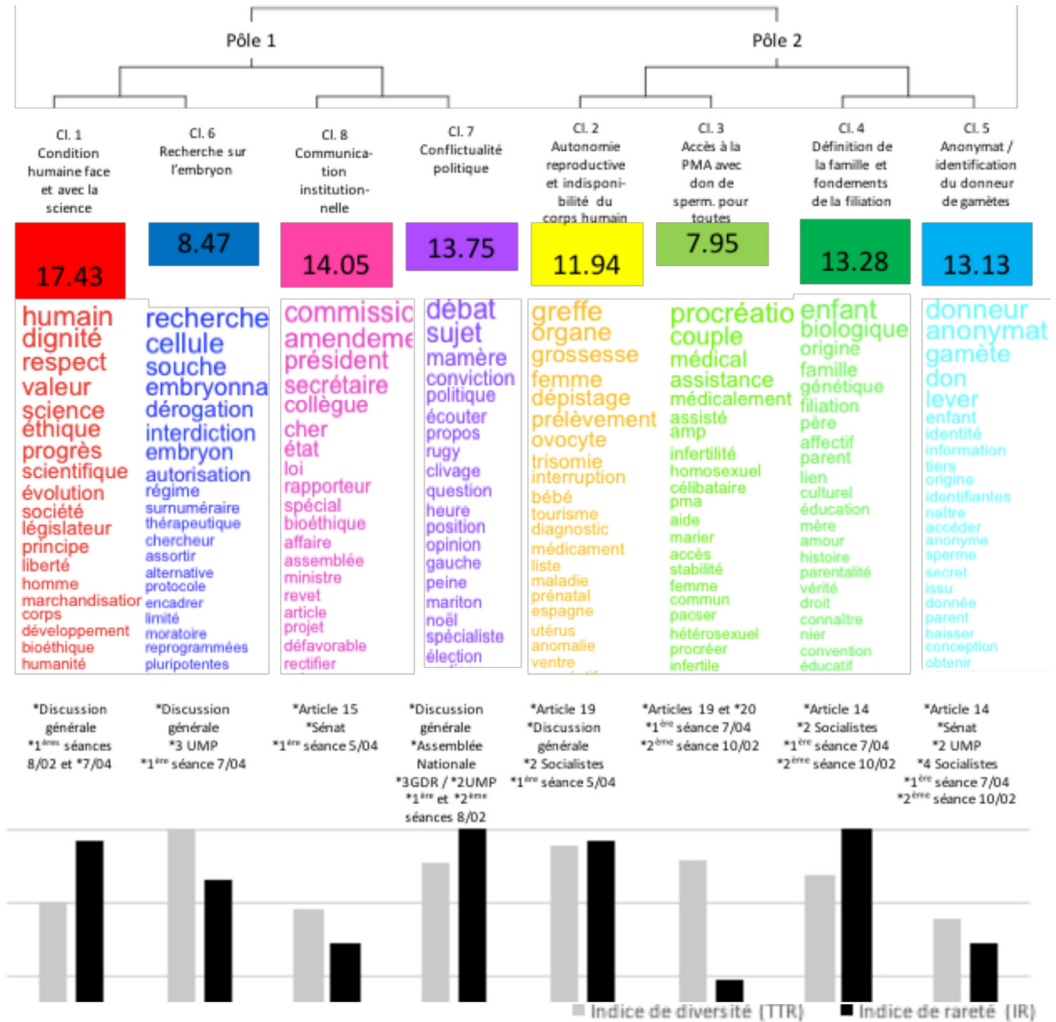 Pôle 1
Pôle 2
Cl. 1
Condition
humaine face
et avec la
science
Cl. 6
Recherche sur
l'embryon
Cl. 8
Communica-
tion
institution-
nelle
Cl. 7
Conflictualité
politique
Cl. 2
Autonomie
reproductive
et indisponi-
bilité du
corps humain
Cl. 3
Accès à la
PMA avec
don de
sperm. pour
toutes
Cl. 4
Définition de
la famille et
fondements
de la filiation
Cl. 5
Anonymat /
identification
du donneur
de gamètes
17.43
8.47
14.05
13.75
11.94
7.95
13.28
13.13
humain
dignité
respect
valeur
science
éthique
progrès
scientifique
évolution
société
législateur
principe
liberté
homme
marchandisation
corps
développement
bioéthique
humanité
recherche
cellule
souche
embryonna
dérogation
interdiction
embryon
autorisation
régime
surnuméraire
thérapeutique
chercheur
assortir
alternative
protocole
encadrer
limité
moratoire
reprogrammées
pluripotentes
commissio
amendeme
président
secrétaire
collègue
cher
état
loi
rapporteur
spécial
bioéthique
affaire
assemblée
ministre
revet
article
projet
défavorable
rectifier
débat
sujet
mamère
conviction
politique
écouter
propos
rugy
clivage
question
heure
position
opinion
gauche
peine
mariton
noël
spécialiste
élection
greffe
organe
grossesse
femme
dépistage
prélèvement
ovocyte
trisomie
interruption
bébé
tourisme
diagnostic
médicament
liste
maladie
prénatal
espagne
utérus
anomalie
ventre
procréatio
couple
médical
assistance
médicalement
assisté
amp
infertilité
homosexuel
célibataire
pma
aide
marier
accès
stabilité
femme
commun
pacser
hétérosexuel
procréer
infertile
enfant
biologique
origine
famille
génétique
filiation
père
affectif
parent
lien
culturel
éducation
mère
amour
histoire
parentalité
vérité
droit
connaître
nier
convention
éducatif
donneur
anonymat
gamète
don
lever
enfant
identité
information
tiers
origine
identifiantes
naître
accéder
anonyme
sperme
secret
issu
donnée
parent
baisser
conception
obtenir
*Discussion
générale
*1ères séances
8/02 et *7/04
*Discussion
générale
*3 UMP
*1ère séance 7/04
*Article 15
*Sénat
*1ère séance 5/04
*Discussion
générale
*Assemblée
Nationale
*3GDR / *2UMP
*1ère et *2ème
séances 8/02
*Article 19
*Discussion
générale
*2 Socialistes
*1ère séance 5/04
*Articles 19 et *20
*1ère séance 7/04
*2ème séance 10/02
*Article 14
*2 Socialistes
*1ère séance 7/04
*2ème séance 10/02
*Article 14
*Sénat
*2 UMP
*4 Socialistes
*1ère séance 7/04
*2ème séance 10/02
Indice de diversité (TTR)
Indice de rareté (IR)